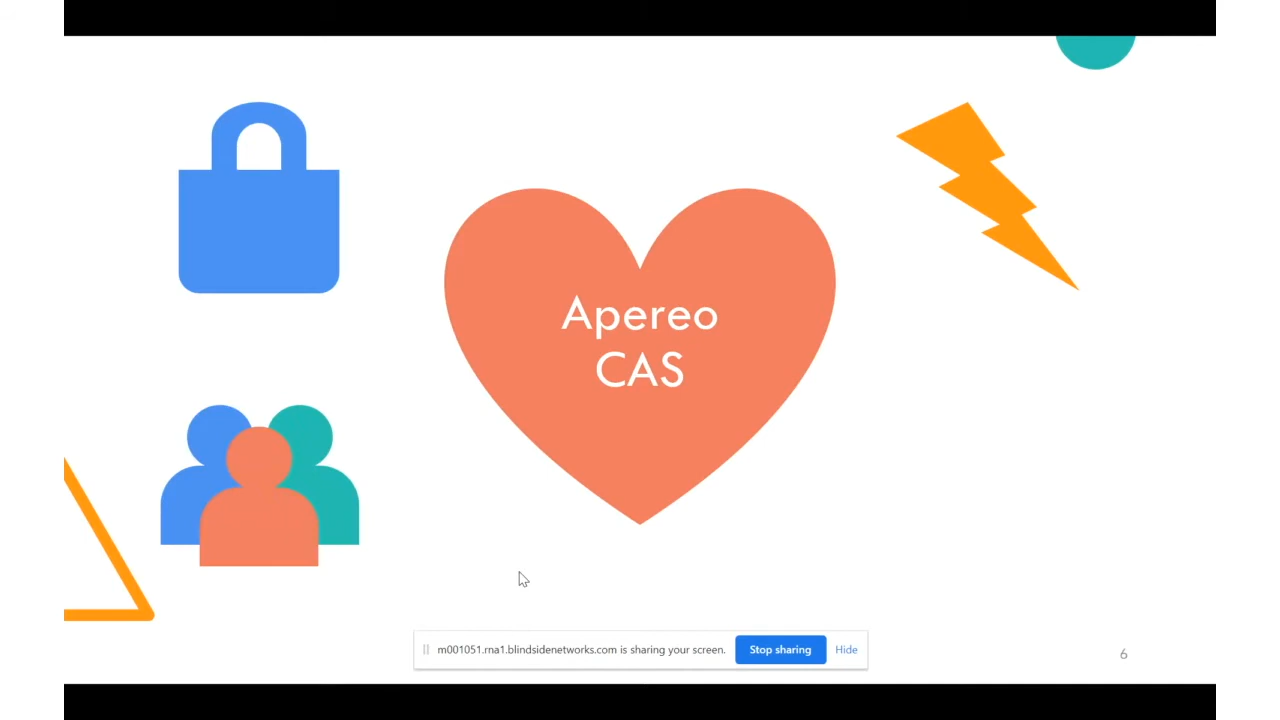 Apereo
CAS
m001051.rna1.blindsidenetworks.com is sharing your screen. Stop sharing Hide
6